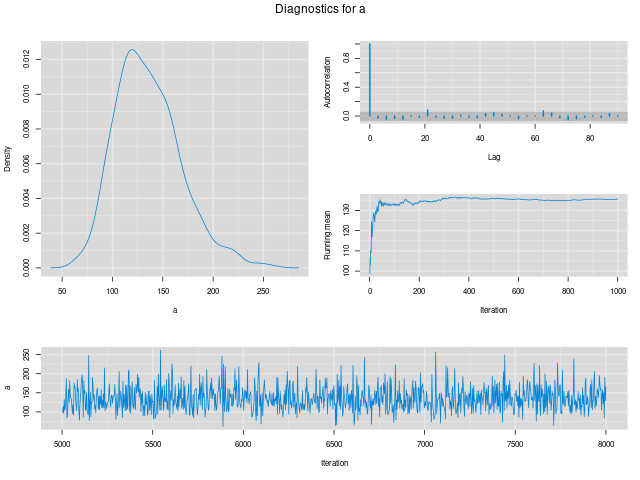 Diagnostics for a
Density
0.000 0.002 0.004 0.006 0.008 0.010 0.012
50 100 150 200 250
a
Autocorrelation
0.0 0.4 0.8
0 20 40 60 80
Lag
Running mean
100 110 120 130
0 200 400 600 800 1000
Iteration
a
100 150 200 250
5000 5500 6000 6500 7000 7500 8000
Iteration